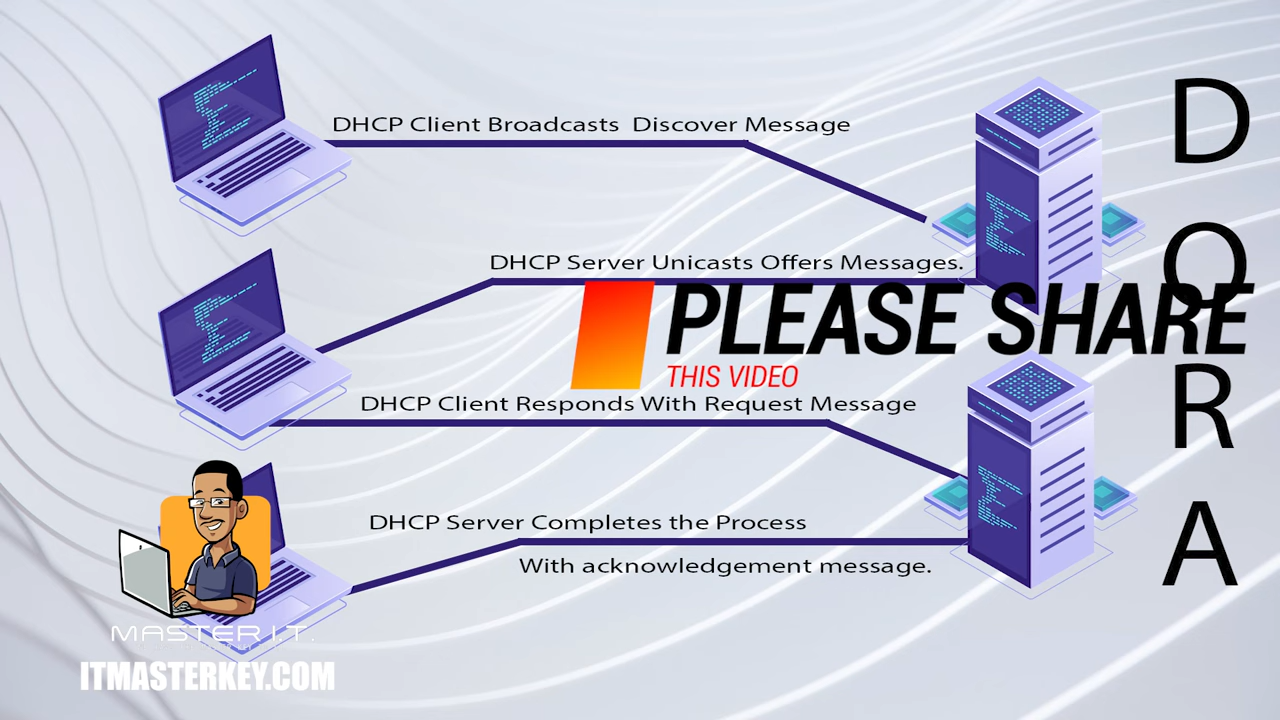 DHCP Client Broadcasts Discover Message
D
DHCP Server Unicasts Offers Messages.
O
PLEASE SHARE
THIS VIDEO
DHCP Client Responds With Request Message
R
DHCP Server Completes the Process
With acknowledgement message.
A
MASTER I.T.
ITMASTERKEY.COM